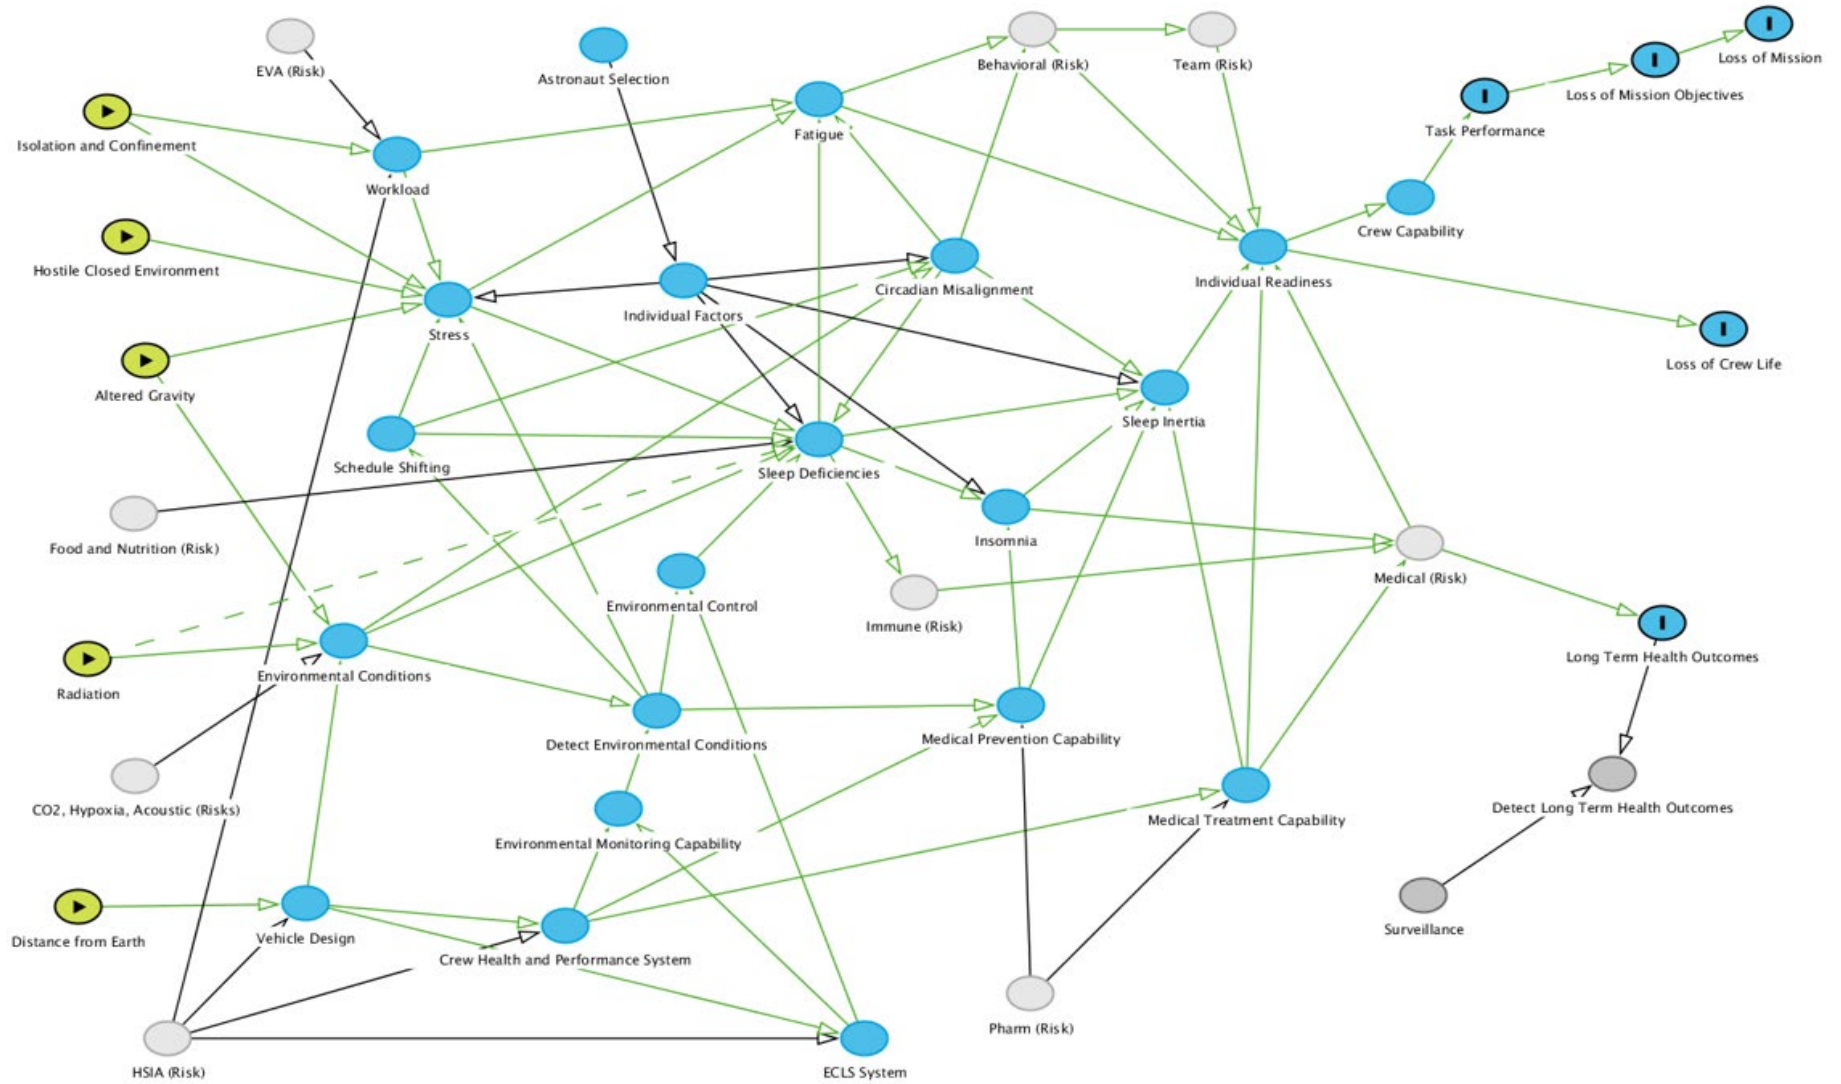 EVA (Risk)
Astronaut Selection
Behavioral (Risk)
Team (Risk)
Loss of Mission
Loss of Mission Objectives
Task Performance
Fatigue
Isolation and Confinement
Workload
Crew Capability
Hostile Closed Environment
Individual Readiness
Circadian Misalignment
Individual Factors
Stress
Loss of Crew Life
Altered Gravity
Sleep Inertia
Schedule Shifting
Sleep Deficiencies
Insomnia
Food and Nutrition (Risk)
Medical (Risk)
Environmental Control
Immune (Risk)
Long Term Health Outcomes
Environmental Conditions
Radiation
Medical Prevention Capability
Detect Environmental Conditions
CO2, Hypoxia, Acoustic (Risks)
Detect Long Term Health Outcomes
Medical Treatment Capability
Environmental Monitoring Capability
Surveillance
Distance from Earth
Vehicle Design
Crew Health and Performance System
Pharm (Risk)
HSIA (Risk)
ECLS System